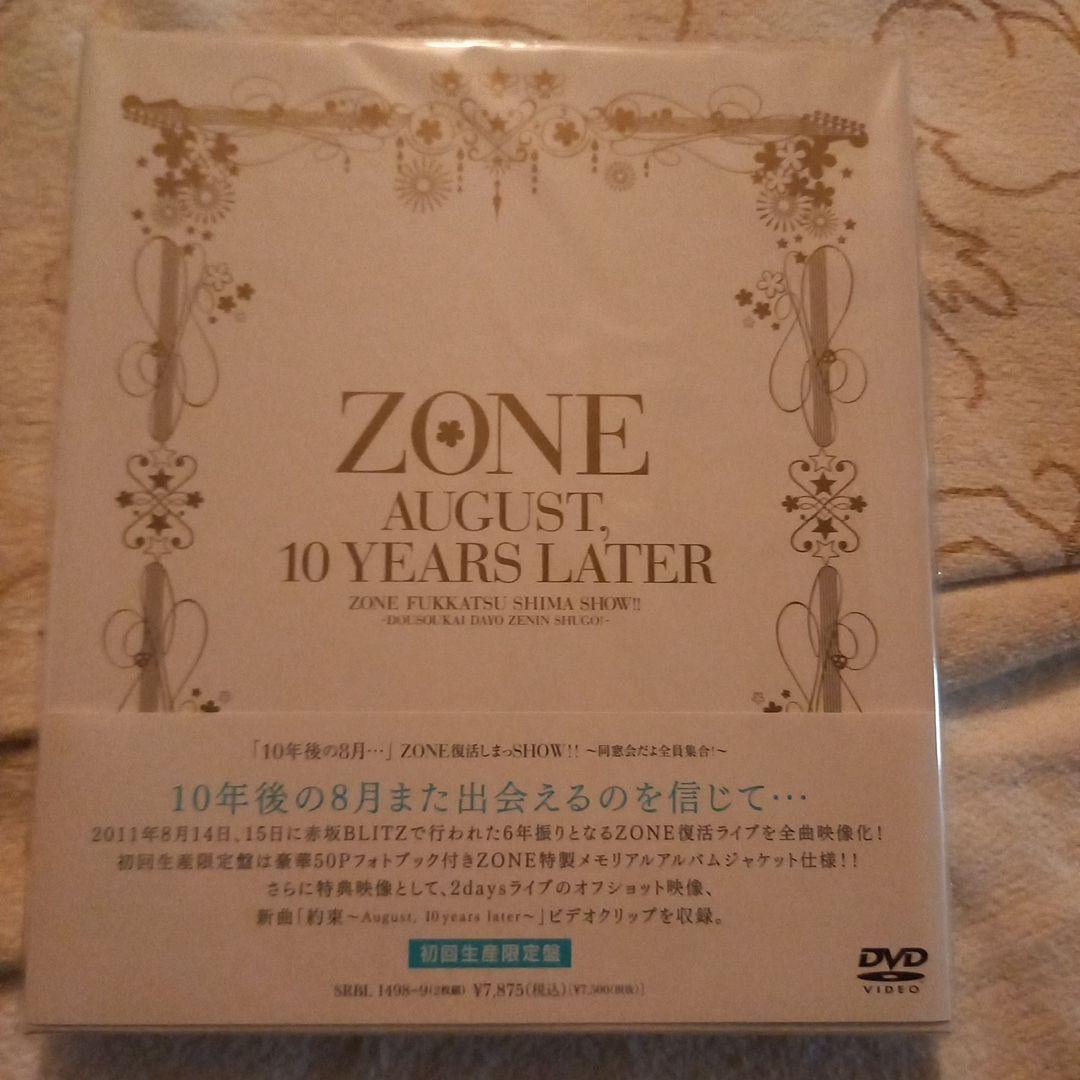 ZONE
AUGUST,
10 YEARS LATER
ZONE FUKKATSU SHIMA SHOW!!
-DOUSOUKAI DAYO ZENIN SHUGO!-
「10年後の8月…」ZONE復活しまっSHOW!! ～同窓会だよ全員集合!～
10年後の8月また出会えるのを信じて…
2011年8月14日、15日に赤坂BLITZで行われた6年振りとなるZONE復活ライブを全曲映像化!
初回生産限定盤は豪華50Pフォトブック付きZONE特製メモリアルアルバムジャケット仕様!!
さらに特典映像として、2daysライブのオフショット映像、
新曲「約束～August, 10years later～」ビデオクリップを収録。
初回生産限定盤
SRBL 1498~9(2枚組) ¥7,875(税込)[¥7,500(税抜)]
DVD
VIDEO